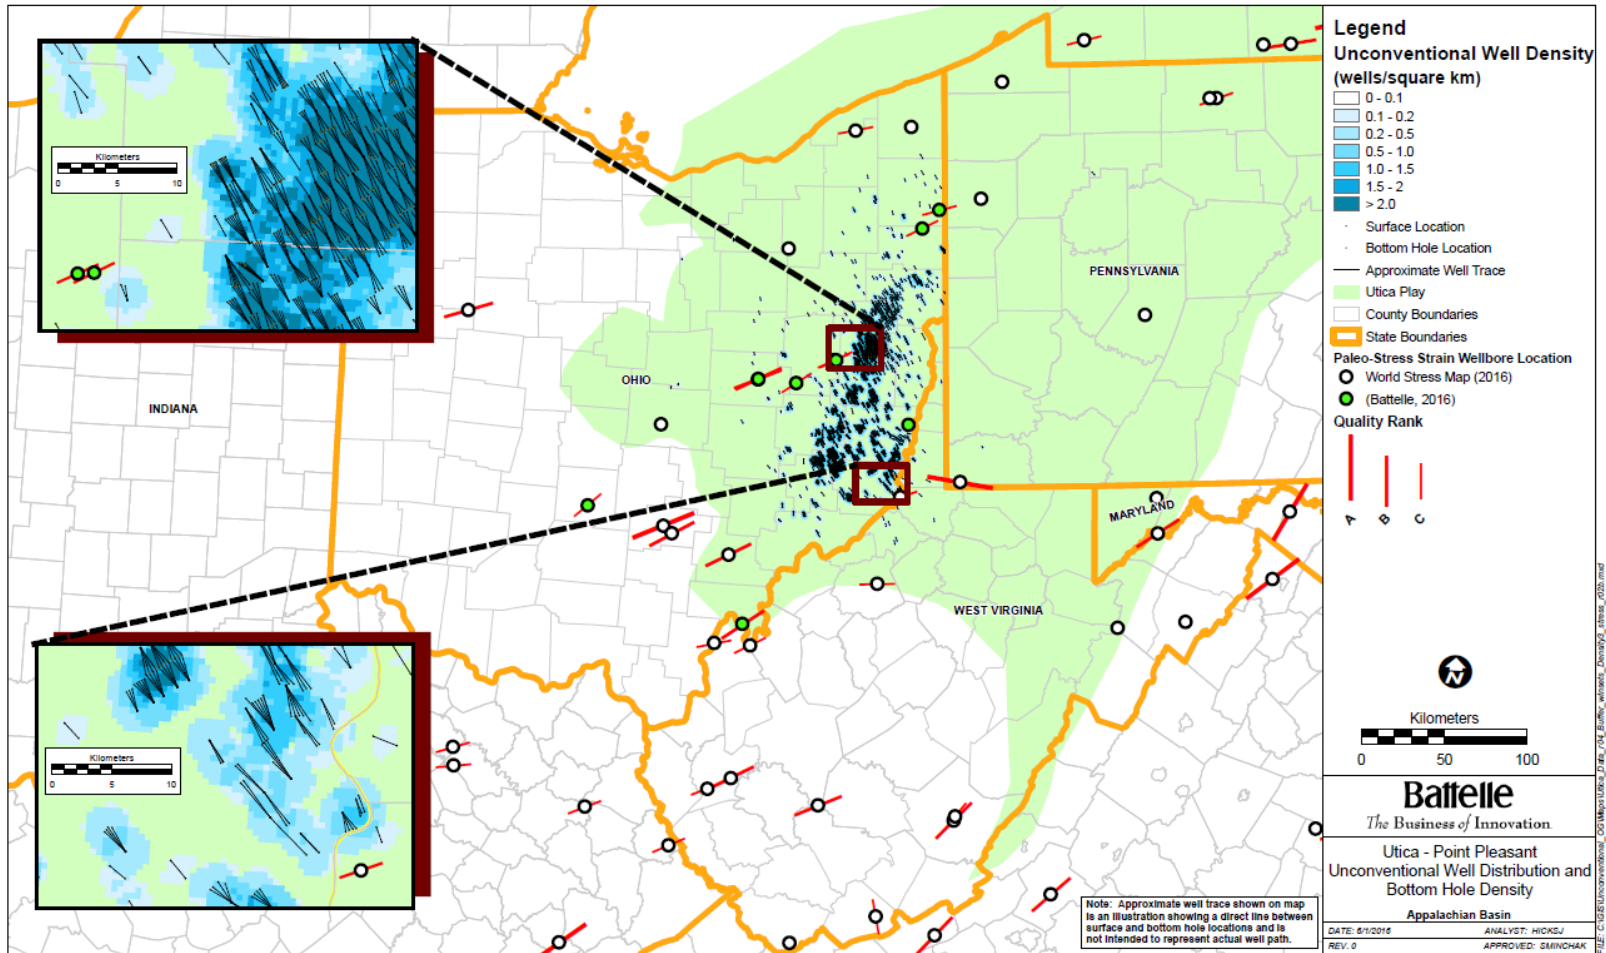 Kilometers
0 5 10
INDIANA
OHIO
PENNSYLVANIA
MARYLAND
WEST VIRGINIA
Kilometers
0 5 10
Note: Approximate well trace shown on map
is an illustration showing a direct line between
surface and bottom hole locations and is
not intended to represent actual well path.
Legend
Unconventional Well Density
(wells/square km)
0 - 0.1
0.1 - 0.2
0.2 - 0.5
0.5 - 1.0
1.0 - 1.5
1.5 - 2
> 2.0
Surface Location
Bottom Hole Location
Approximate Well Trace
Utica Play
County Boundaries
State Boundaries
Paleo-Stress Strain Wellbore Location
World Stress Map (2016)
(Battelle, 2016)
Quality Rank
A B C
N
Kilometers
0 50 100
Battelle
The Business of Innovation
Utica - Point Pleasant
Unconventional Well Distribution and
Bottom Hole Density
Appalachian Basin
DATE: 6/1/2016 ANALYST: HICKSJ
REV. 0 APPROVED: SMINCHAK